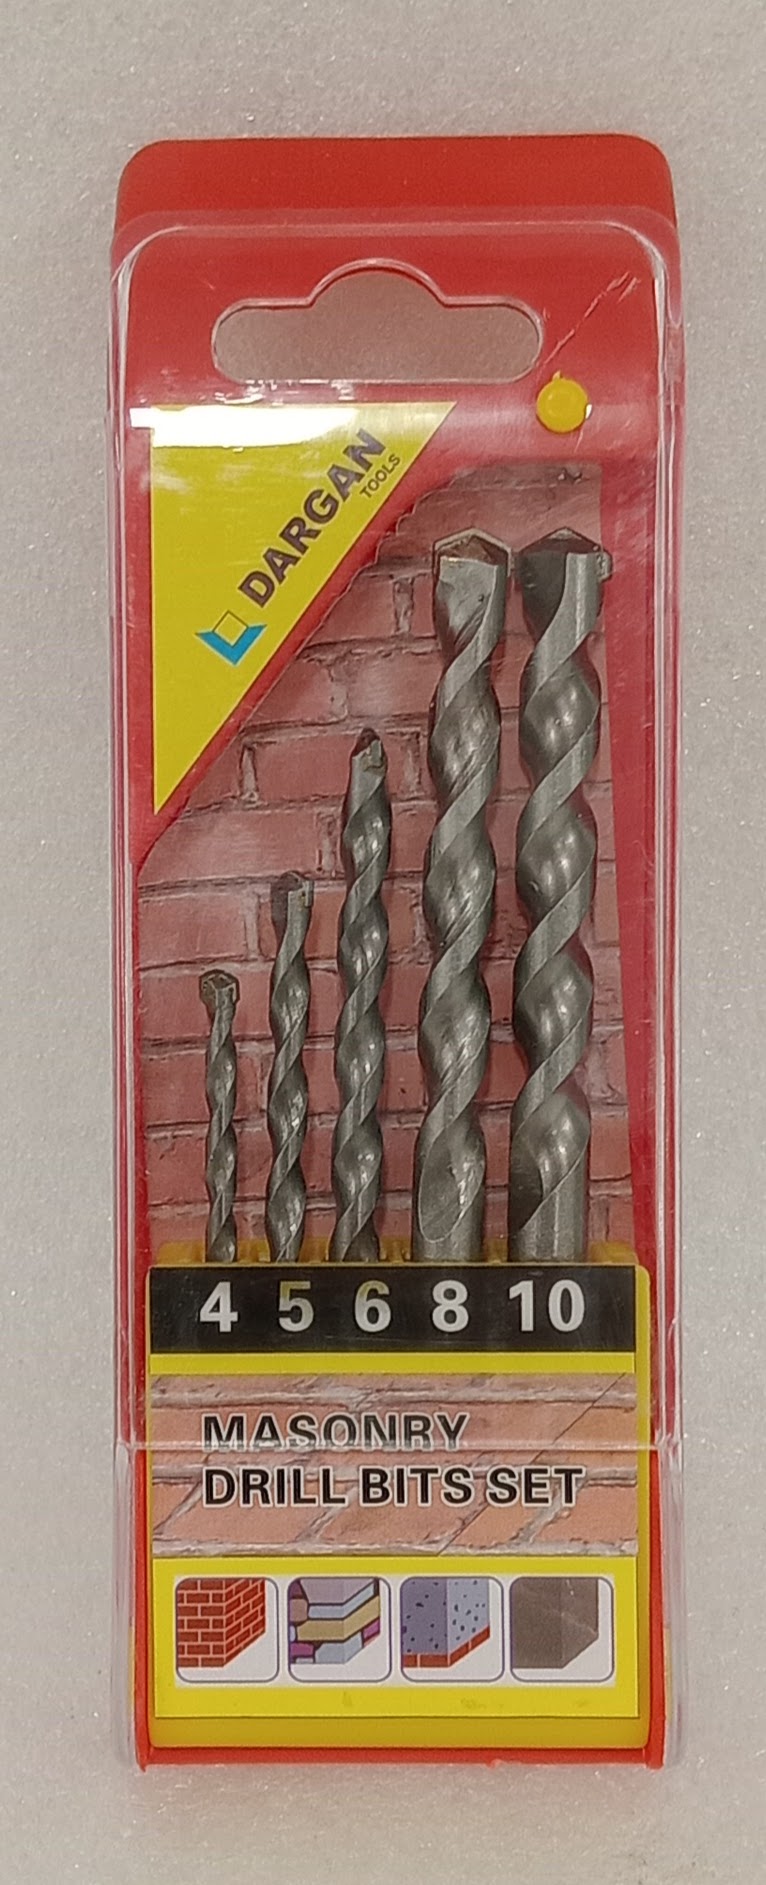 DARGAN
TOOLS
4 5 6 8 10
MASONRY
DRILL BITS SET